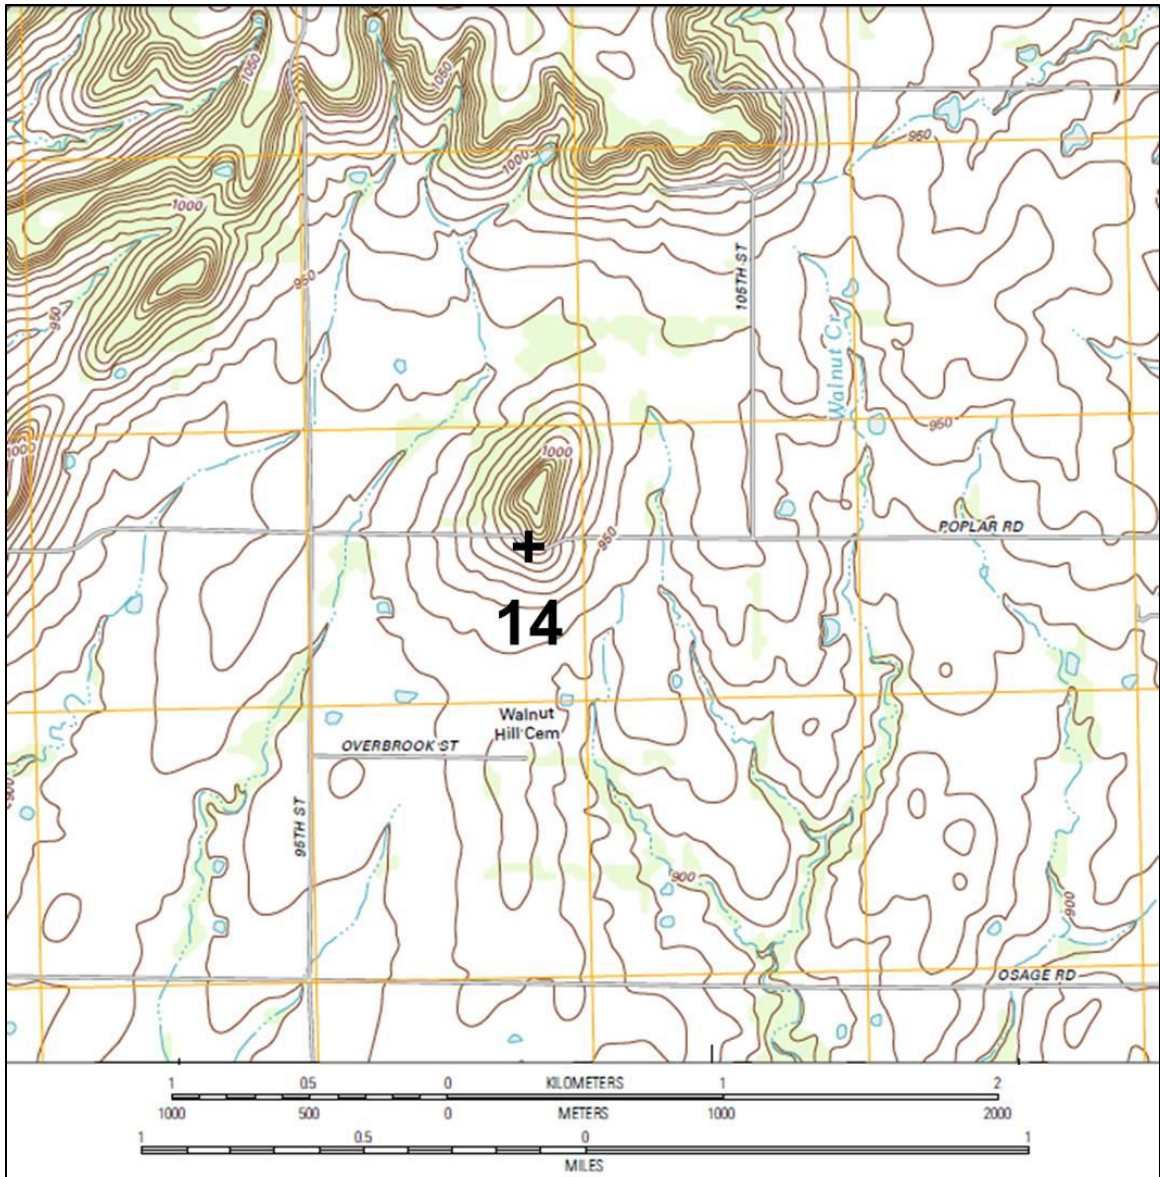 1050
1050
1000
950
1000
950
950
105TH ST
Walnut Cr
950
1000
1000
950
POPLAR RD
14
Walnut
Hill Cem
OVERBROOK ST
900
95TH ST
900
900
OSAGE RD
1 0.5 0 KILOMETERS 1 2
1000 500 0 METERS 1000 2000
1 0.5 0 1
MILES